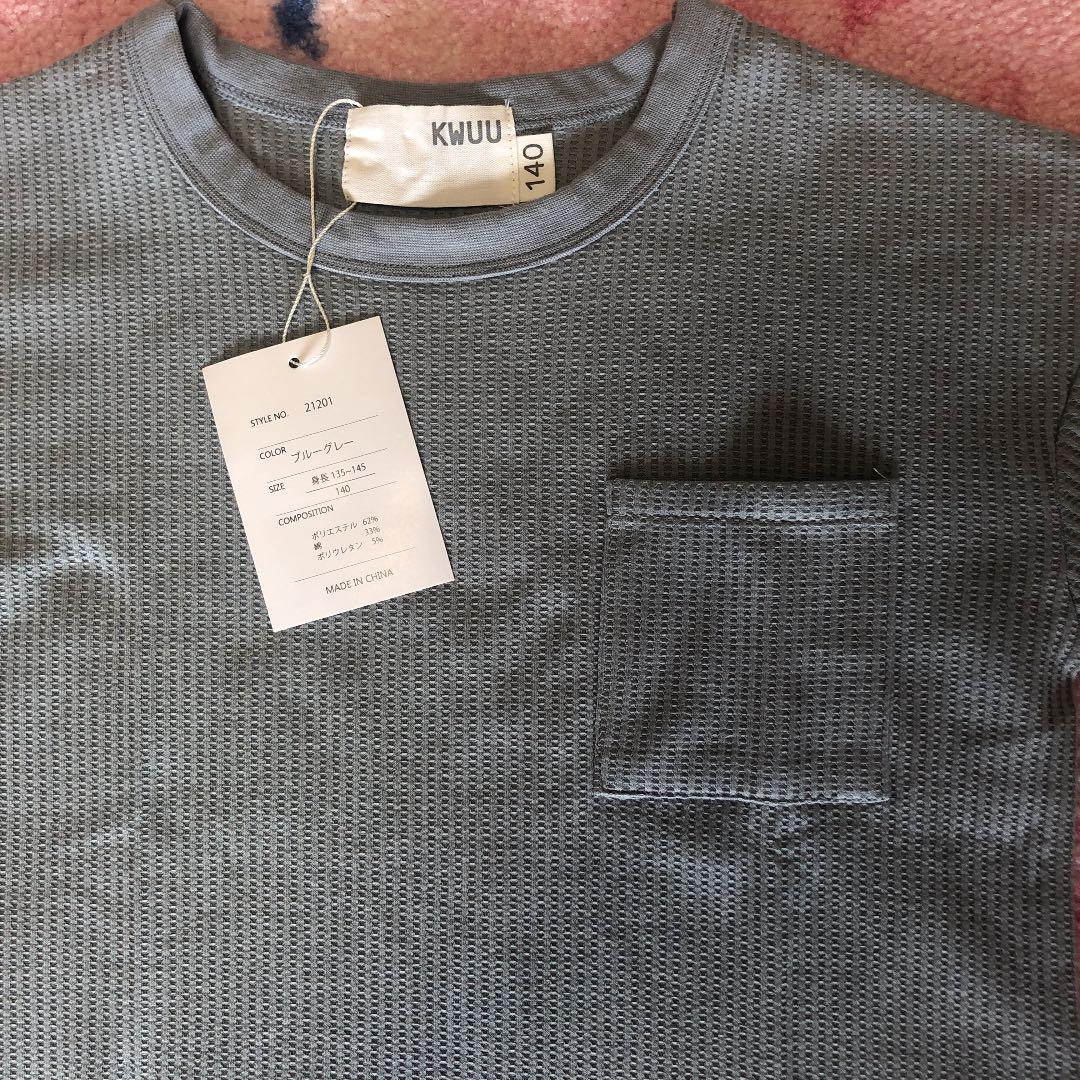 KWUU
140
STYLE NO. 21201
COLOR ブルーグレー
SIZE 身長 135~145
140
COMPOSITION
ポリエステル 62%
綿 33%
ポリウレタン 5%
MADE IN CHINA